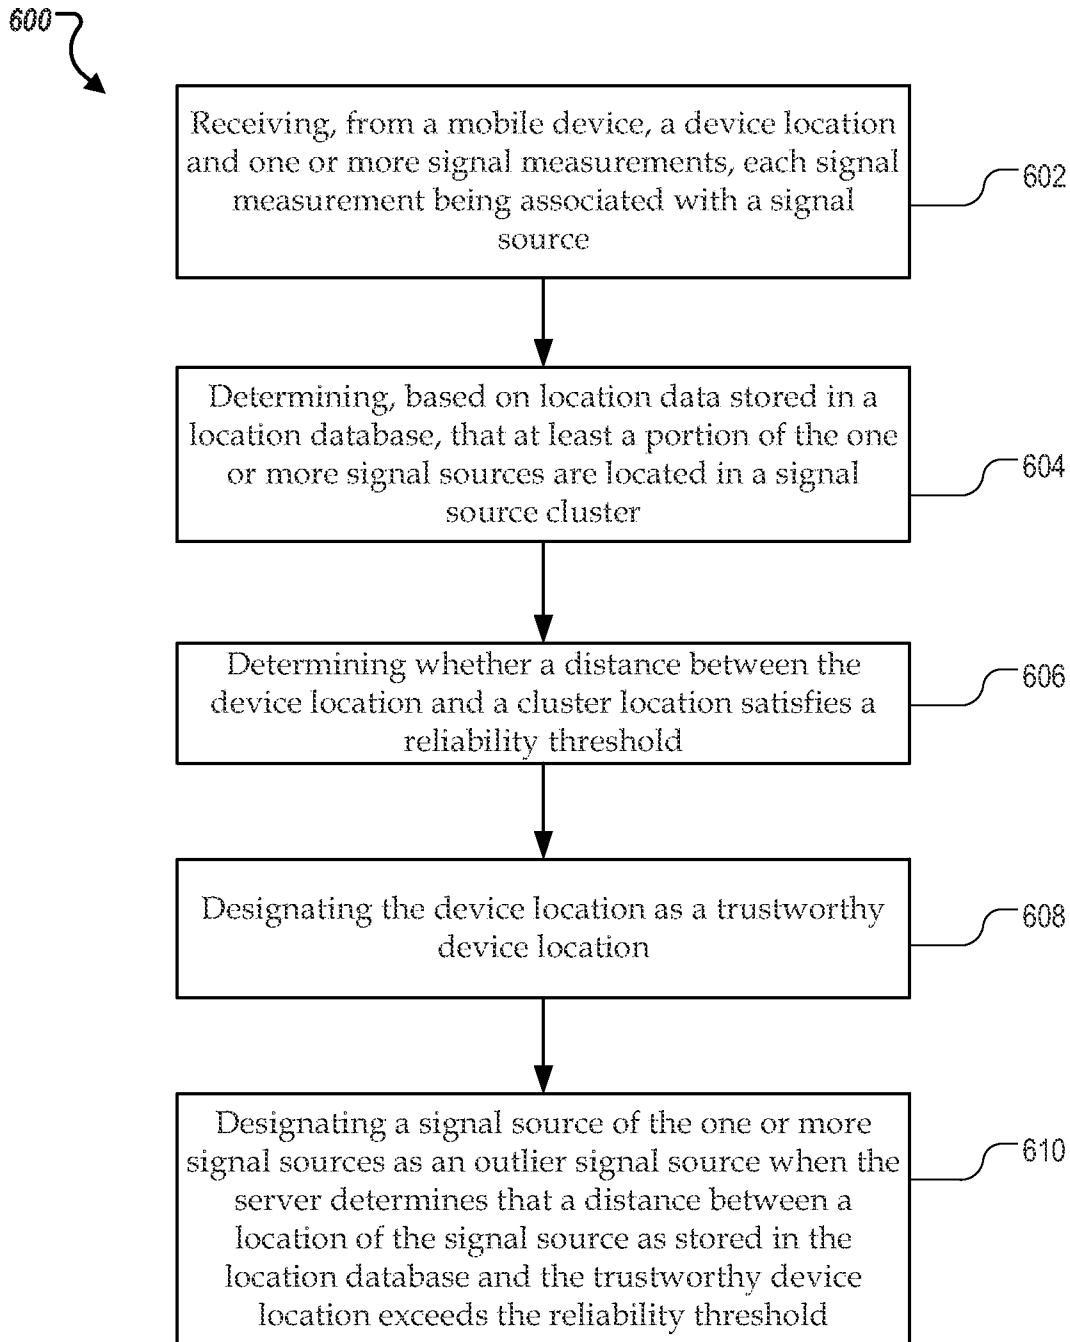 600
Receiving, from a mobile device, a device location
and one or more signal measurements, each signal
measurement being associated with a signal
source
602
Determining, based on location data stored in a
location database, that at least a portion of the one
or more signal sources are located in a signal
source cluster
604
Determining whether a distance between the
device location and a cluster location satisfies a
reliability threshold
606
Designating the device location as a trustworthy
device location
608
Designating a signal source of the one or more
signal sources as an outlier signal source when the
server determines that a distance between a
location of the signal source as stored in the
location database and the trustworthy device
location exceeds the reliability threshold
610